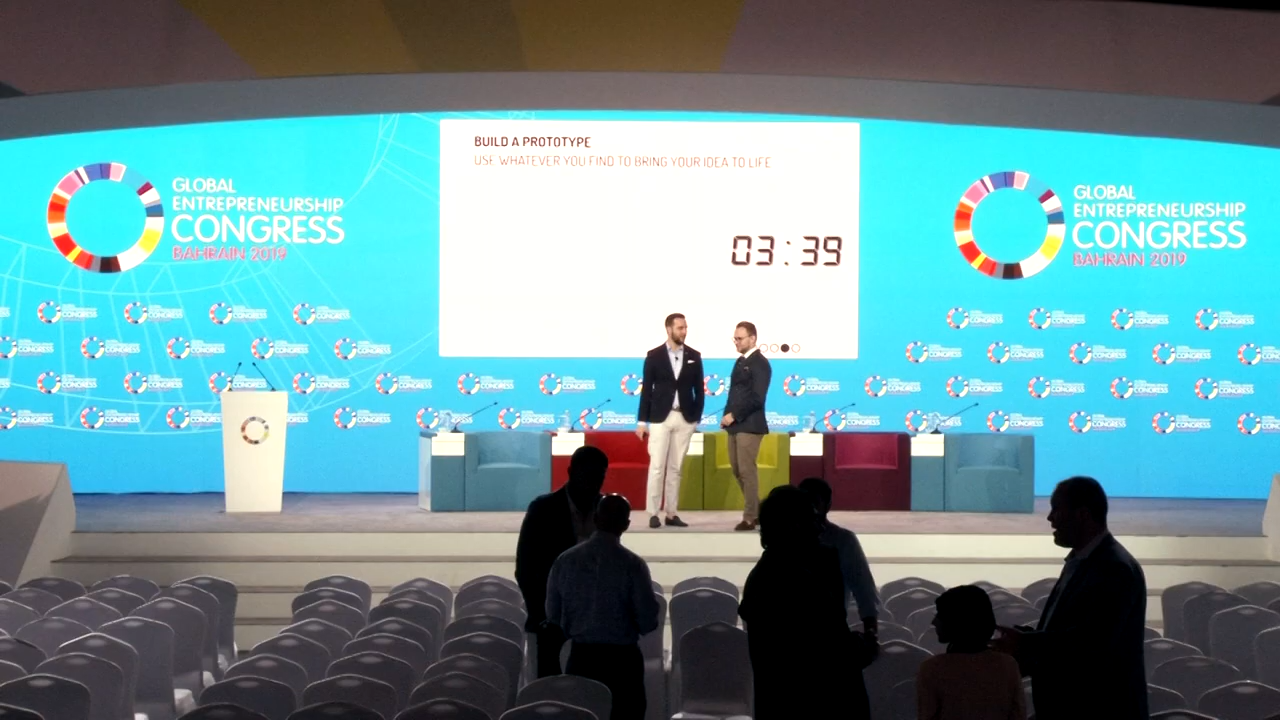 BUILD A PROTOTYPE
USE WHATEVER YOU FIND TO BRING YOUR IDEA TO LIFE
03:39
GLOBAL
ENTREPRENEURSHIP
CONGRESS
BAHRAIN 2019
GLOBAL
ENTREPRENEURSHIP
CONGRESS
BAHRAIN 2019